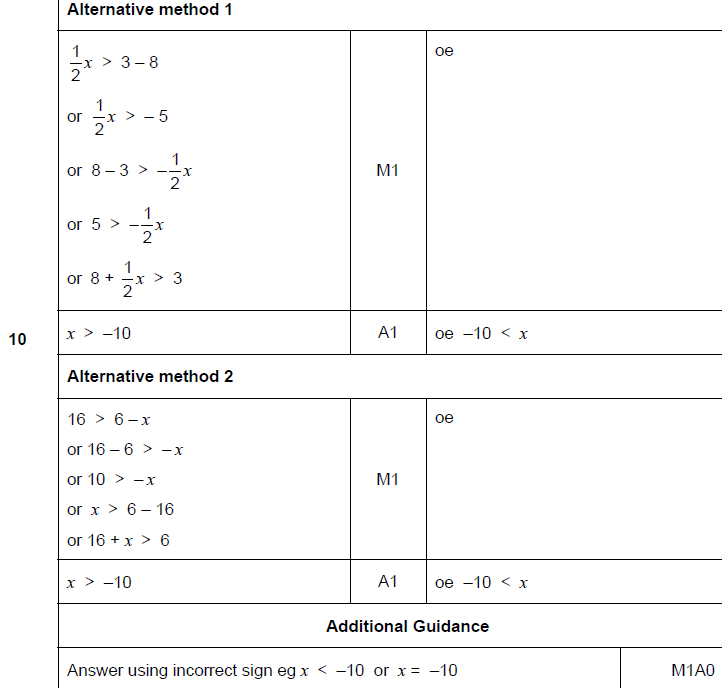 Alternative method 1
1/2 x > 3 – 8
or 1/2 x > – 5
or 8 – 3 > –1/2 x
or 5 > –1/2 x
or 8 + 1/2 x > 3
M1
oe
10
x > –10
A1
oe –10 < x
Alternative method 2
16 > 6 – x
or 16 – 6 > –x
or 10 > –x
or x > 6 – 16
or 16 + x > 6
M1
oe
x > –10
A1
oe –10 < x
Additional Guidance
Answer using incorrect sign eg x < –10 or x = –10
M1A0